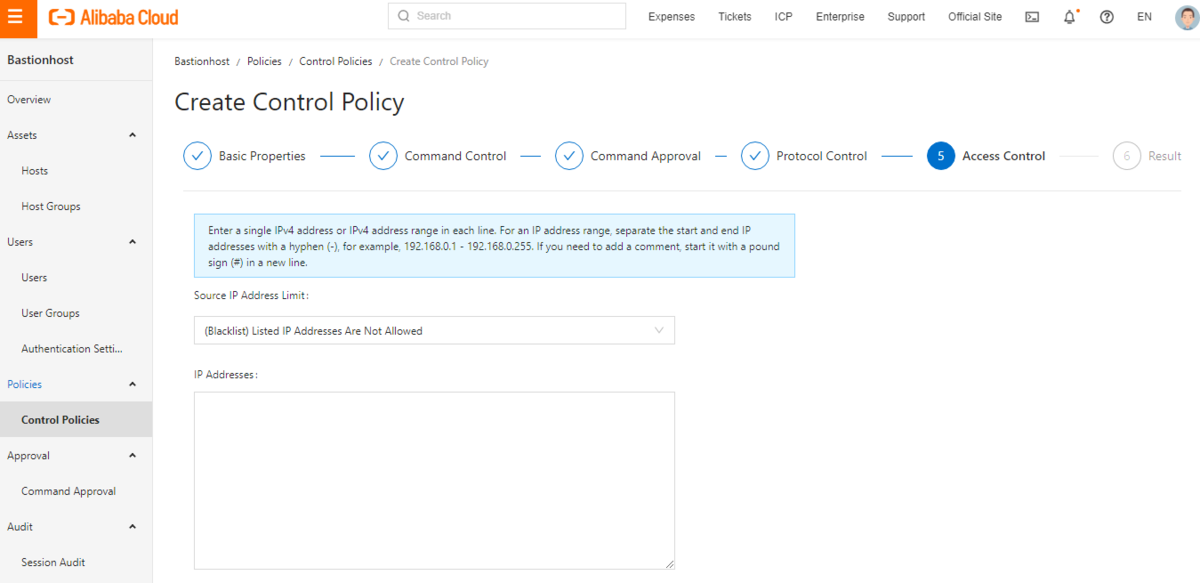 Alibaba Cloud
Search
Expenses
Tickets
ICP
Enterprise
Support
Official Site
EN
Bastionhost
Overview
Assets
Hosts
Host Groups
Users
Users
User Groups
Authentication Setti...
Policies
Control Policies
Approval
Command Approval
Audit
Session Audit
Bastionhost / Policies / Control Policies / Create Control Policy
Create Control Policy
Basic Properties
Command Control
Command Approval
Protocol Control
5 Access Control
6 Result
Enter a single IPv4 address or IPv4 address range in each line. For an IP address range, separate the start and end IP
addresses with a hyphen (-), for example, 192.168.0.1 - 192.168.0.255. If you need to add a comment, start it with a pound
sign (#) in a new line.
Source IP Address Limit:
(Blacklist) Listed IP Addresses Are Not Allowed
IP Addresses: